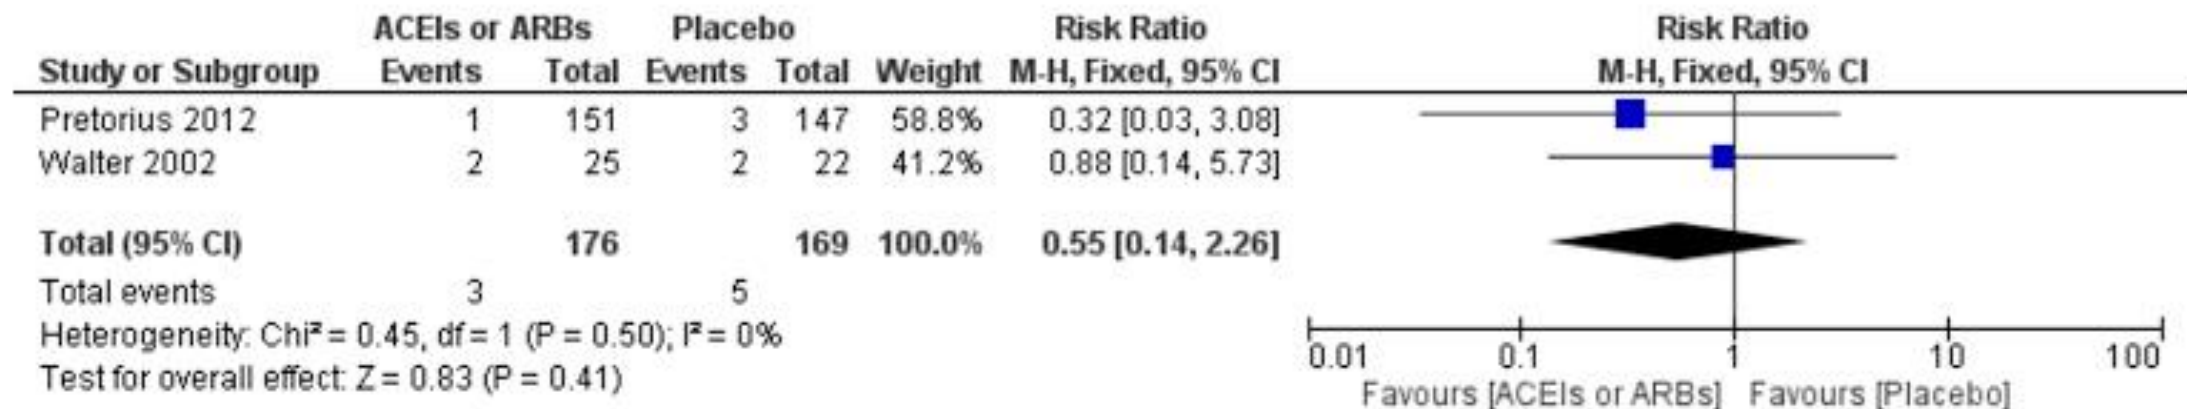 ACEIs or ARBs Placebo Risk Ratio Risk Ratio
Study or Subgroup Events Total Events Total Weight M-H, Fixed, 95% CI M-H, Fixed, 95% CI
Pretorius 2012 1 151 3 147 58.8% 0.32 [0.03, 3.08]
Walter 2002 2 25 2 22 41.2% 0.88 [0.14, 5.73]
Total (95% CI) 176 169 100.0% 0.55 [0.14, 2.26]
Total events 3 5
Heterogeneity: Chi² = 0.45, df = 1 (P = 0.50); I² = 0%
Test for overall effect: Z = 0.83 (P = 0.41)
0.01 0.1 1 10 100
Favours [ACEIs or ARBs] Favours [Placebo]